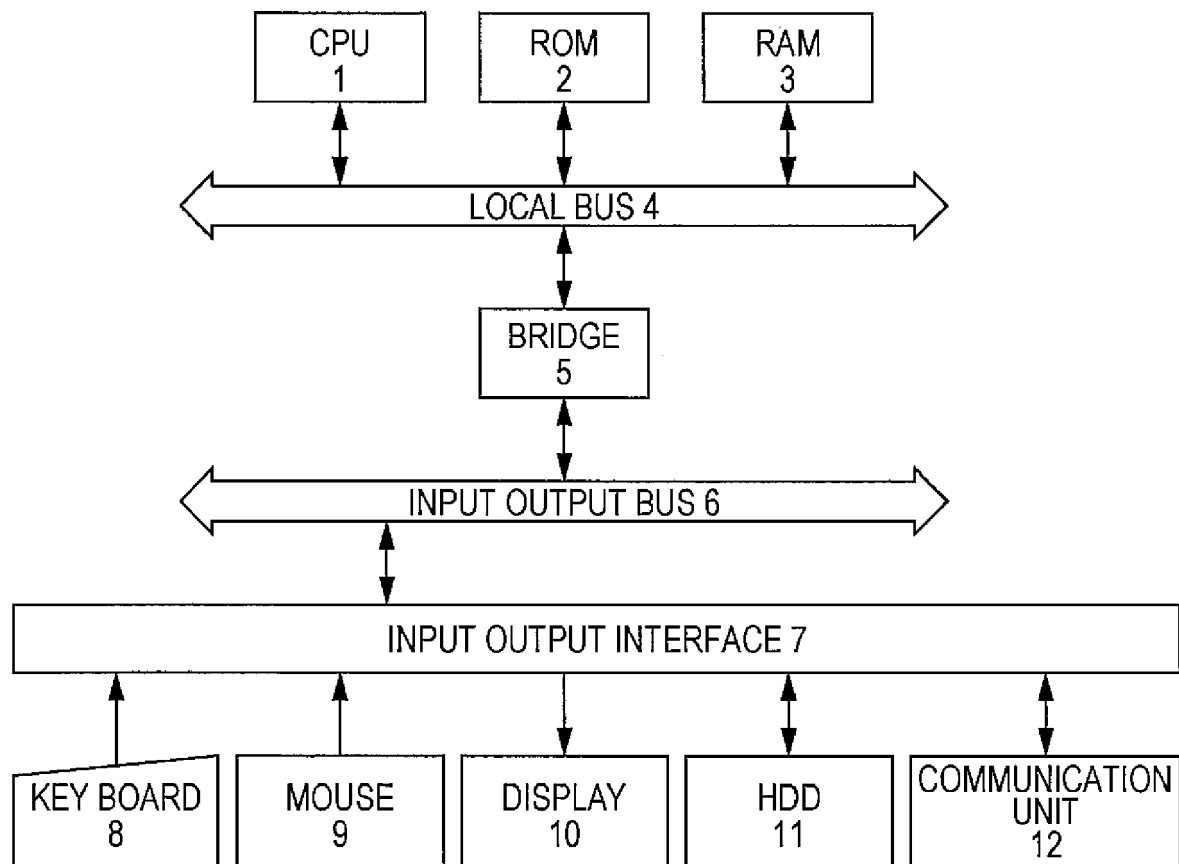 CPU
1
ROM
2
RAM
3
LOCAL BUS 4
BRIDGE
5
INPUT OUTPUT BUS 6
INPUT OUTPUT INTERFACE 7
KEY BOARD
8
MOUSE
9
DISPLAY
10
HDD
11
COMMUNICATION
UNIT
12